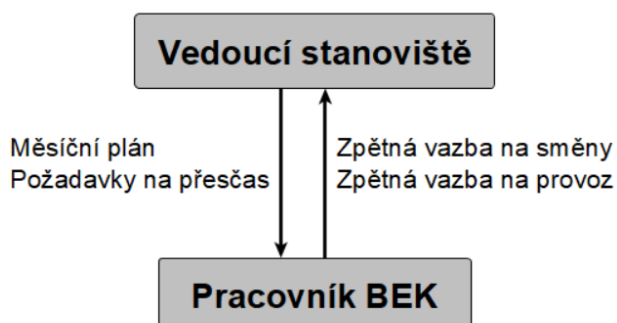 Vedoucí stanoviště
Měsíční plán
Požadavky na přesčas
Zpětná vazba na směny
Zpětná vazba na provoz
Pracovník BEK